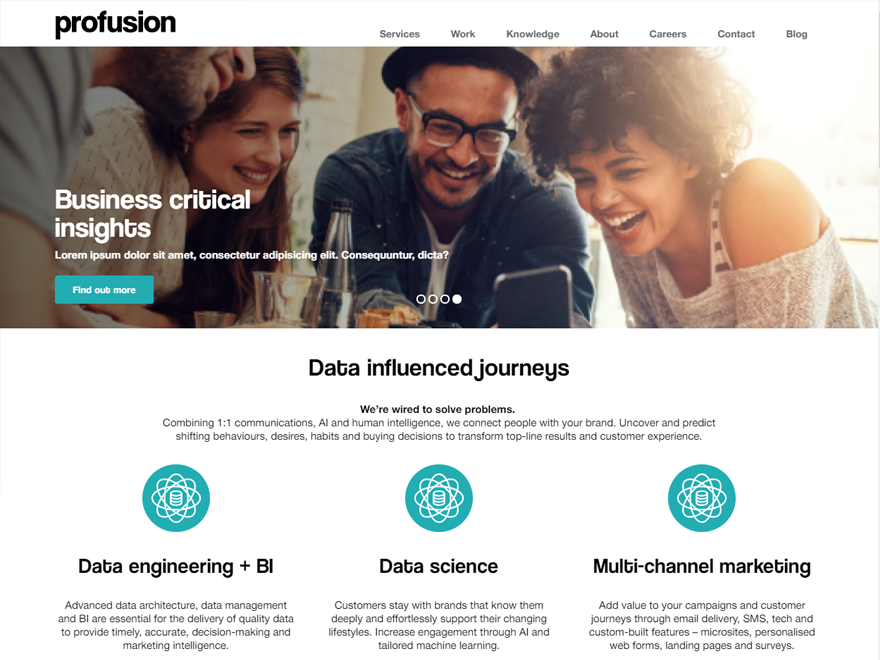 profusion
Services Work Knowledge About Careers Contact Blog
Business critical
insights
Lorem ipsum dolor sit amet, consectetur adipisicing elit. Consequuntur, dicta?
Find out more
Data influenced journeys
We’re wired to solve problems.
Combining 1:1 communications, AI and human intelligence, we connect people with your brand. Uncover and predict
shifting behaviours, desires, habits and buying decisions to transform top-line results and customer experience.
Data engineering + BI
Advanced data architecture, data management
and BI are essential for the delivery of quality data
to provide timely, accurate, decision-making and
marketing intelligence.
Data science
Customers stay with brands that know them
deeply and effortlessly support their changing
lifestyles. Increase engagement through AI and
tailored machine learning.
Multi-channel marketing
Add value to your campaigns and customer
journeys through email delivery, SMS, tech and
custom-built features – microsites, personalised
web forms, landing pages and surveys.